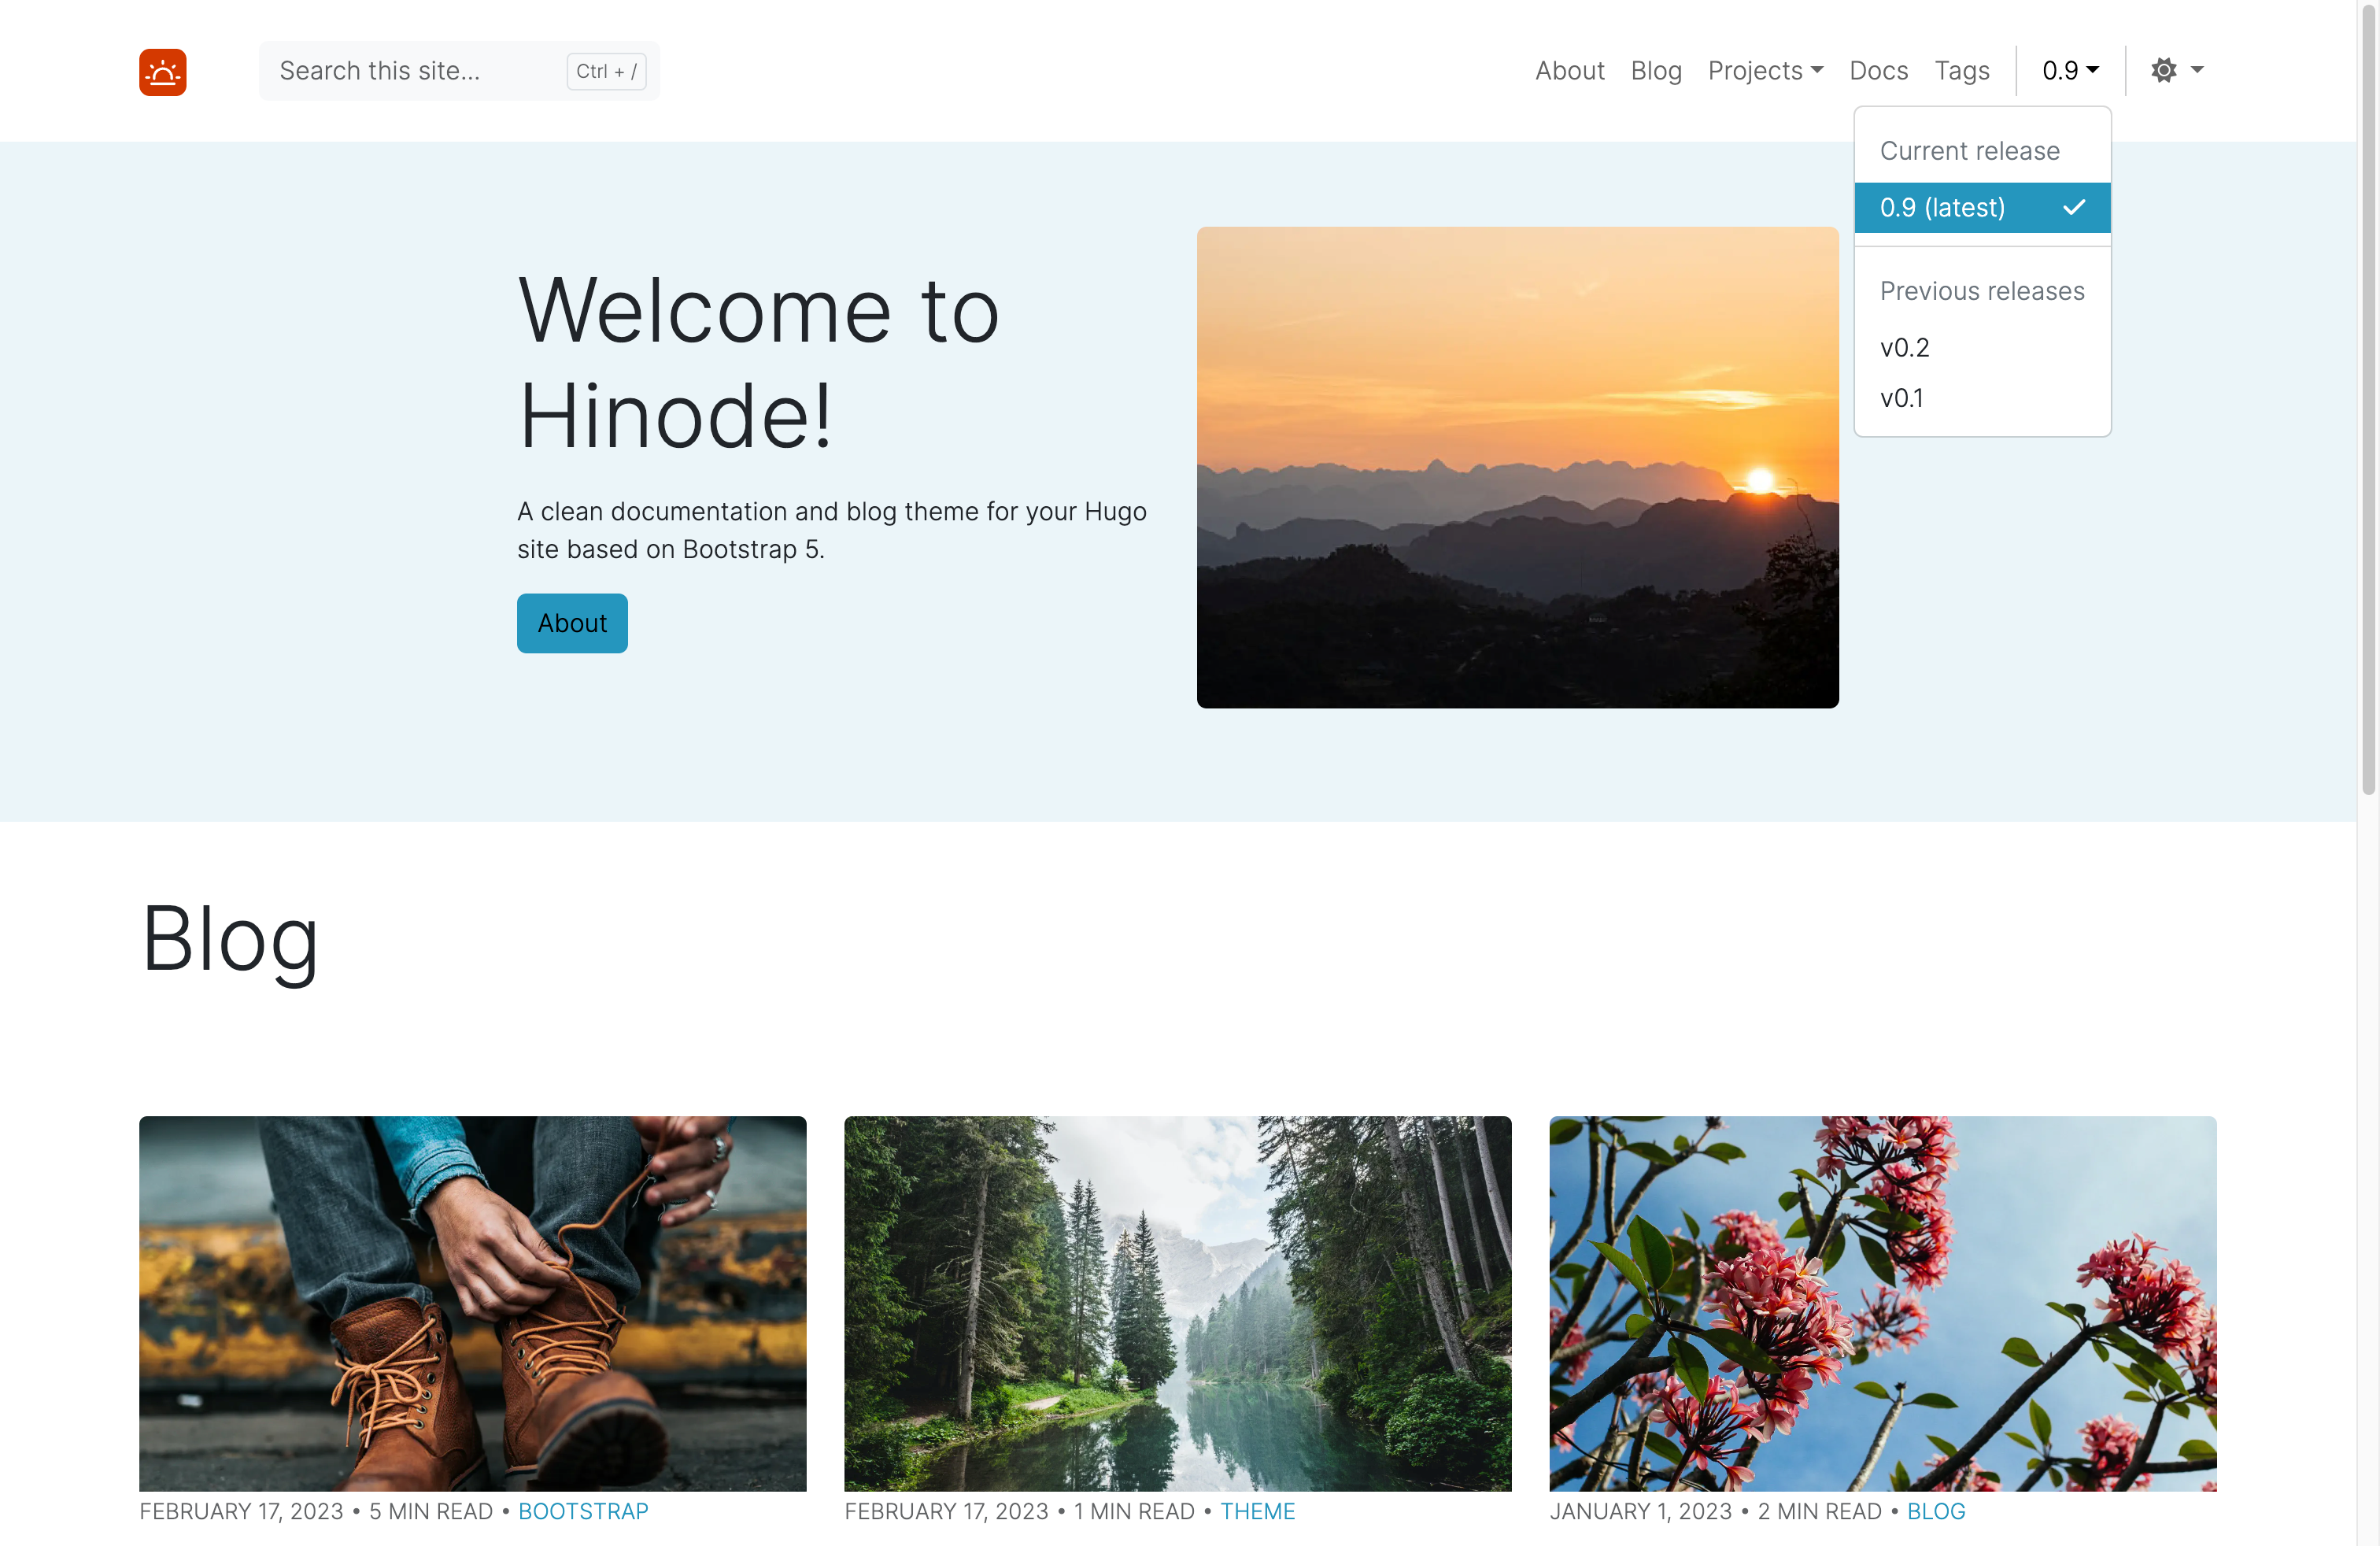 Search this site... Ctrl + /
About Blog Projects Docs Tags 0.9
Current release
0.9 (latest)
Previous releases
v0.2
v0.1
Welcome to
Hinode!
A clean documentation and blog theme for your Hugo
site based on Bootstrap 5.
About
Blog
FEBRUARY 17, 2023 • 5 MIN READ • BOOTSTRAP
FEBRUARY 17, 2023 • 1 MIN READ • THEME
JANUARY 1, 2023 • 2 MIN READ • BLOG